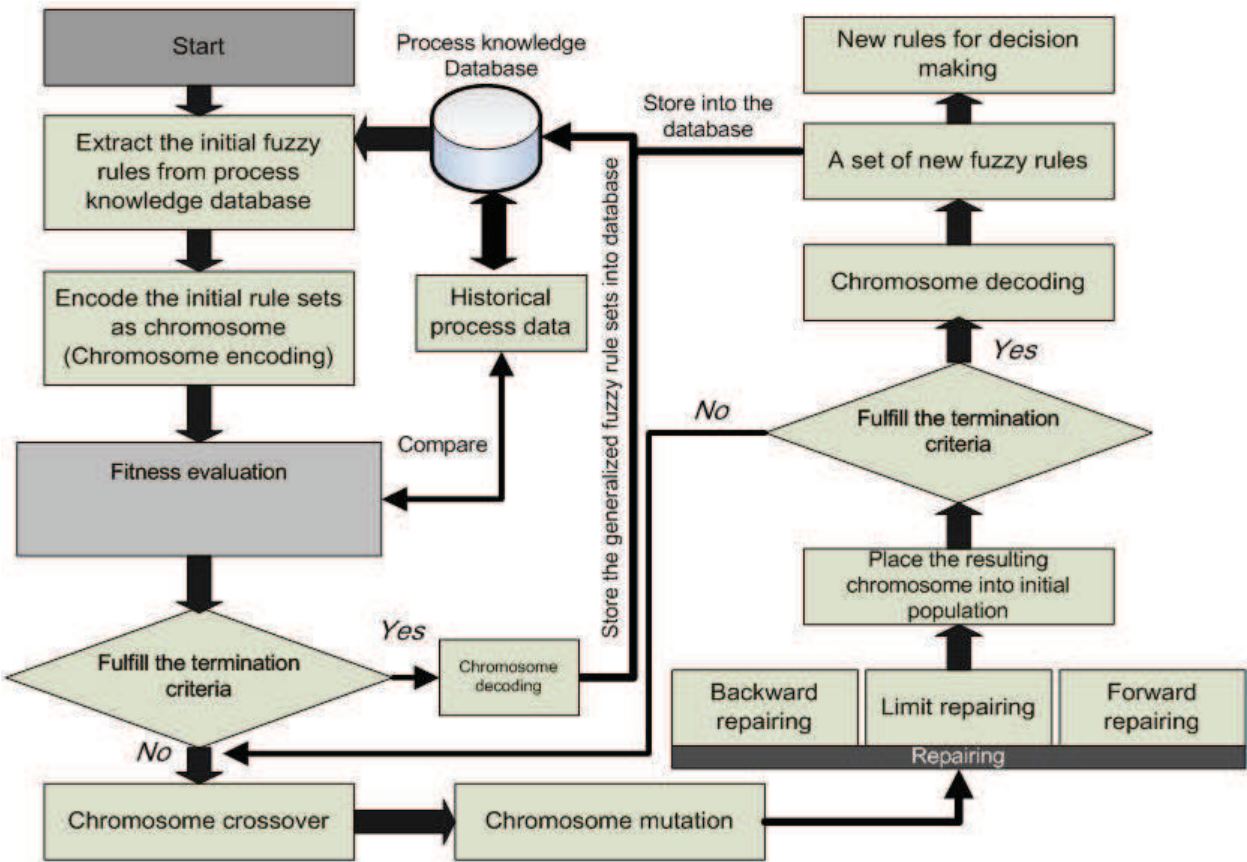 Start
Extract the initial fuzzy
rules from process
knowledge database
Encode the initial rule sets
as chromosome
(Chromosome encoding)
Fitness evaluation
Fulfill the termination
criteria
Yes
No
Chromosome
decoding
Chromosome crossover
Chromosome mutation
Process knowledge
Database
Historical
process data
Compare
Store the generalized fuzzy rule sets into database
Store into the
database
New rules for decision
making
A set of new fuzzy rules
Chromosome decoding
Yes
No
Fulfill the termination
criteria
Place the resulting
chromosome into initial
population
Backward
repairing
Limit repairing
Forward
repairing
Repairing